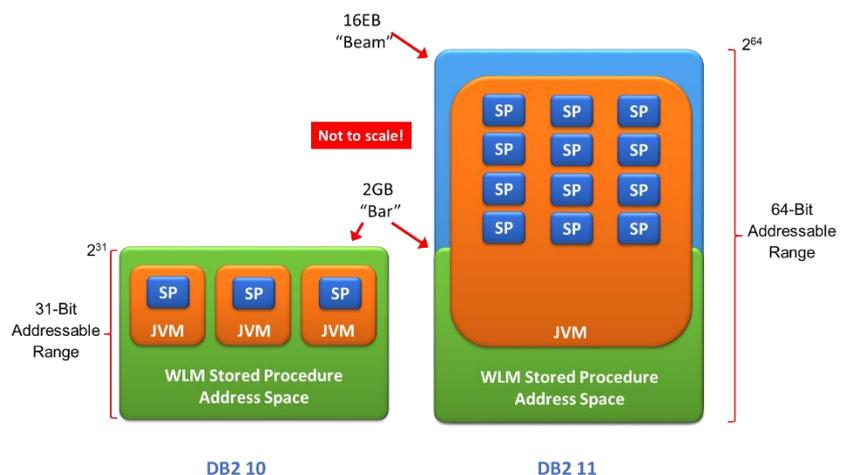 16EB
“Beam”
2^64
Not to scale!
SP SP SP
SP SP SP
SP SP SP
SP SP SP
2GB
“Bar”
64-Bit
Addressable
Range
2^31
SP SP SP
JVM JVM JVM
31-Bit
Addressable
Range
JVM
WLM Stored Procedure
Address Space
WLM Stored Procedure
Address Space
DB2 10
DB2 11